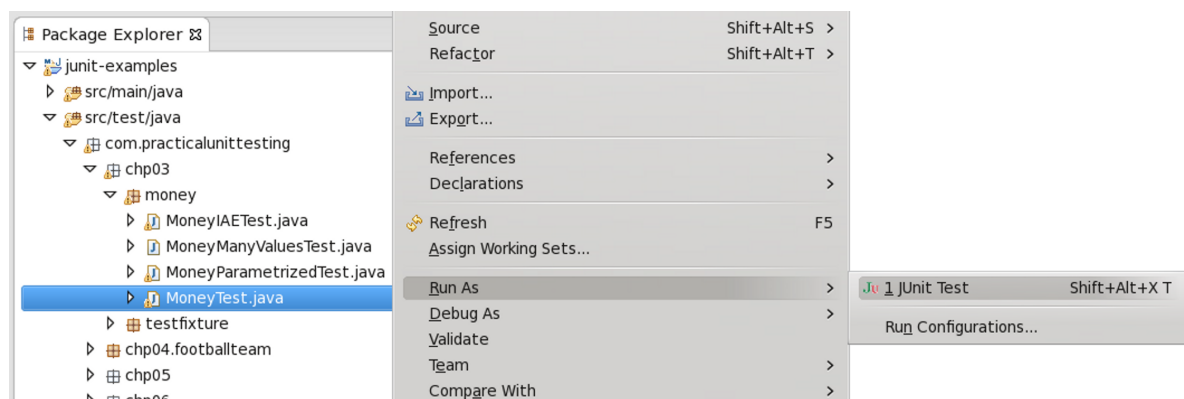 Package Explorer
junit-examples
src/main/java
src/test/java
com.practicalunittesting
chp03
money
MoneyIAETest.java
MoneyManyValuesTest.java
MoneyParametrizedTest.java
MoneyTest.java
testfixture
chp04.footballteam
chp05
chp06
Source Shift+Alt+S >
Refactor Shift+Alt+T >
Import...
Export...
References >
Declarations >
Refresh F5
Assign Working Sets...
Run As >
Debug As >
Validate
Team >
Compare With >
Ju 1 JUnit Test Shift+Alt+X T
Run Configurations...